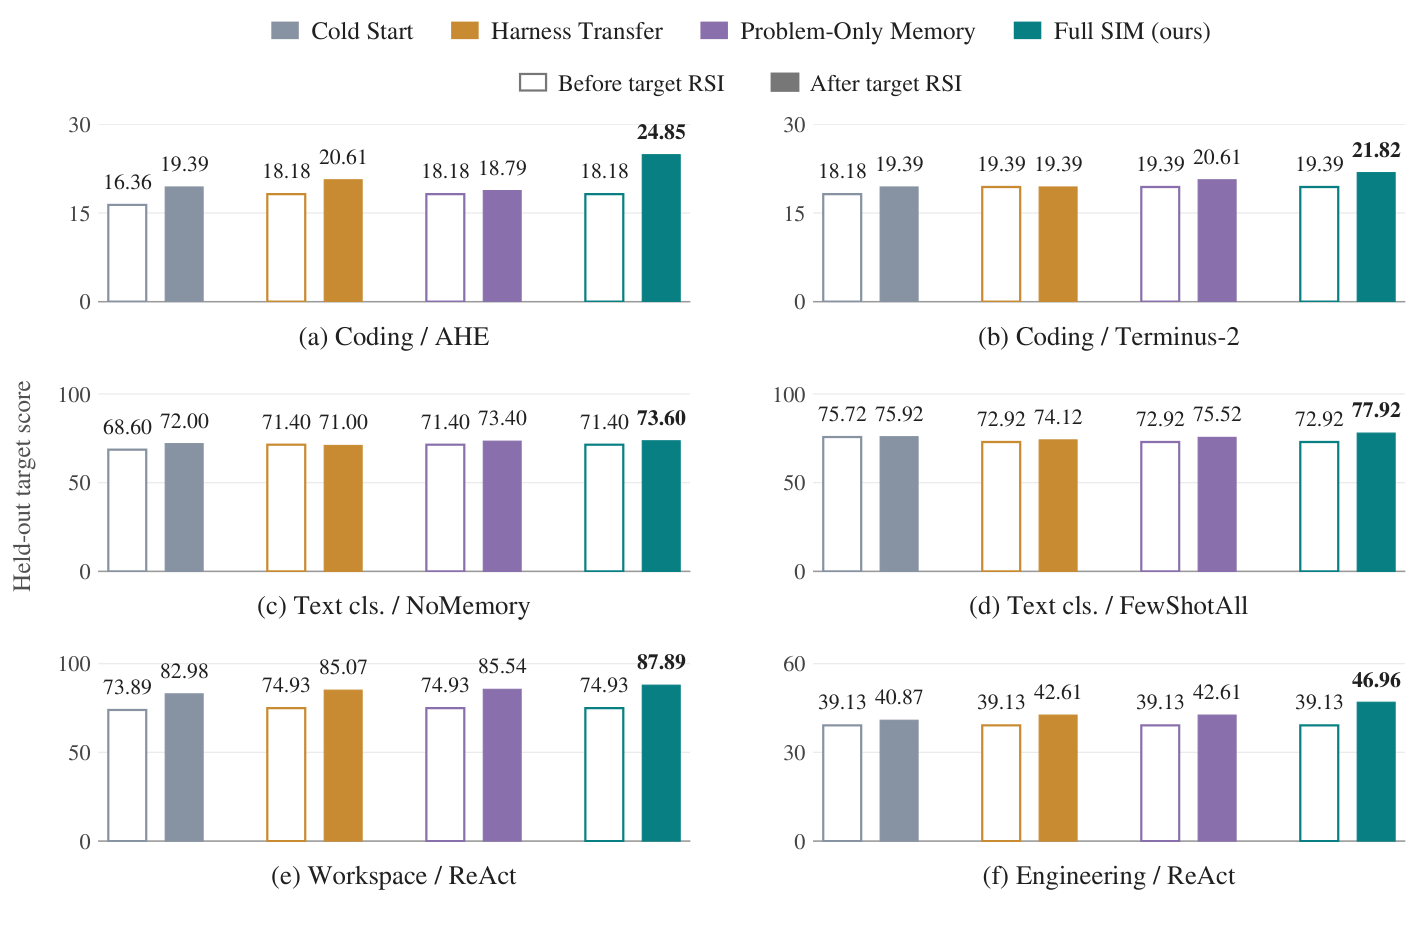 Cold Start Harness Transfer Problem-Only Memory Full SIM (ours)
Before target RSI After target RSI
Held-out target score
30
15
0
16.36 19.39 18.18 20.61 18.18 18.79 18.18 24.85
(a) Coding / AHE
30
15
0
18.18 19.39 19.39 19.39 19.39 20.61 19.39 21.82
(b) Coding / Terminus-2
100
50
0
68.60 72.00 71.40 71.00 71.40 73.40 71.40 73.60
(c) Text cls. / NoMemory
100
50
0
75.72 75.92 72.92 74.12 72.92 75.52 72.92 77.92
(d) Text cls. / FewShotAll
100
50
0
73.89 82.98 74.93 85.07 74.93 85.54 74.93 87.89
(e) Workspace / ReAct
60
30
0
39.13 40.87 39.13 42.61 39.13 42.61 39.13 46.96
(f) Engineering / ReAct